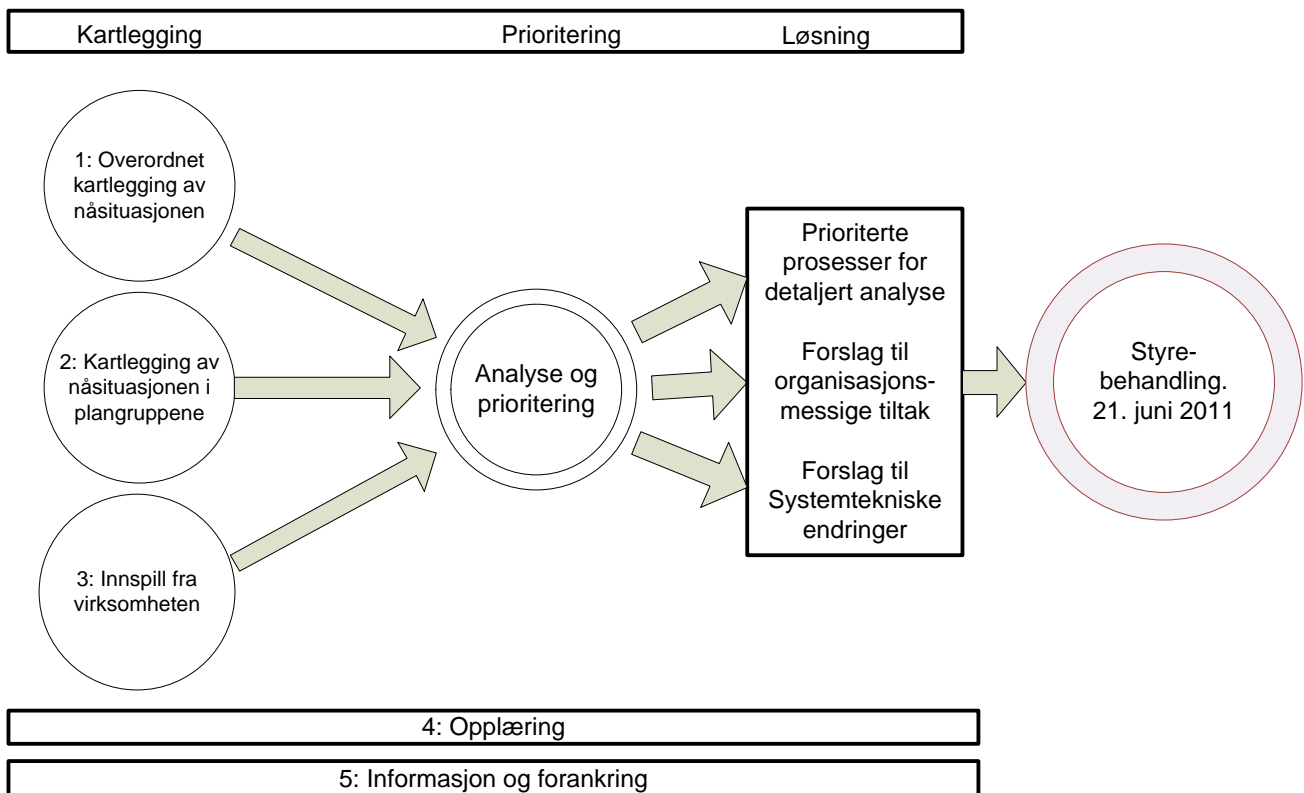 Kartlegging Prioritering Løsning
1: Overordnet
kartlegging av
nåsituasjonen
2: Kartlegging av
nåsituasjonen i
plangruppene
3: Innspill fra
virksomheten
Analyse og
prioritering
Prioriterte
prosesser for
detaljert analyse
Forslag til
organisasjons-
messige tiltak
Forslag til
Systemtekniske
endringer
Styre-
behandling.
21. juni 2011
4: Opplæring
5: Informasjon og forankring